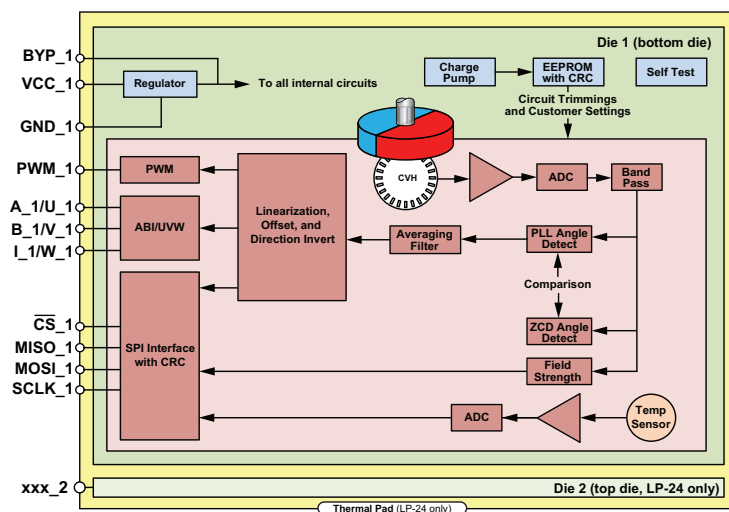 Die 1 (bottom die)
BYP_1
VCC_1
GND_1
Regulator
To all internal circuits
Charge
Pump
EEPROM
with CRC
Self Test
Circuit Trimmings
and Customer Settings
PWM_1
PWM
A_1/U_1
B_1/V_1
I_1/W_1
ABI/UVW
Linearization,
Offset, and
Direction Invert
CVH
ADC
Band
Pass
Averaging
Filter
PLL Angle
Detect
Comparison
ZCD Angle
Detect
CS_1
MISO_1
MOSI_1
SCLK_1
SPI Interface
with CRC
Field
Strength
ADC
Temp
Sensor
xxx_2
Die 2 (top die, LP-24 only)
Thermal Pad (LP-24 only)